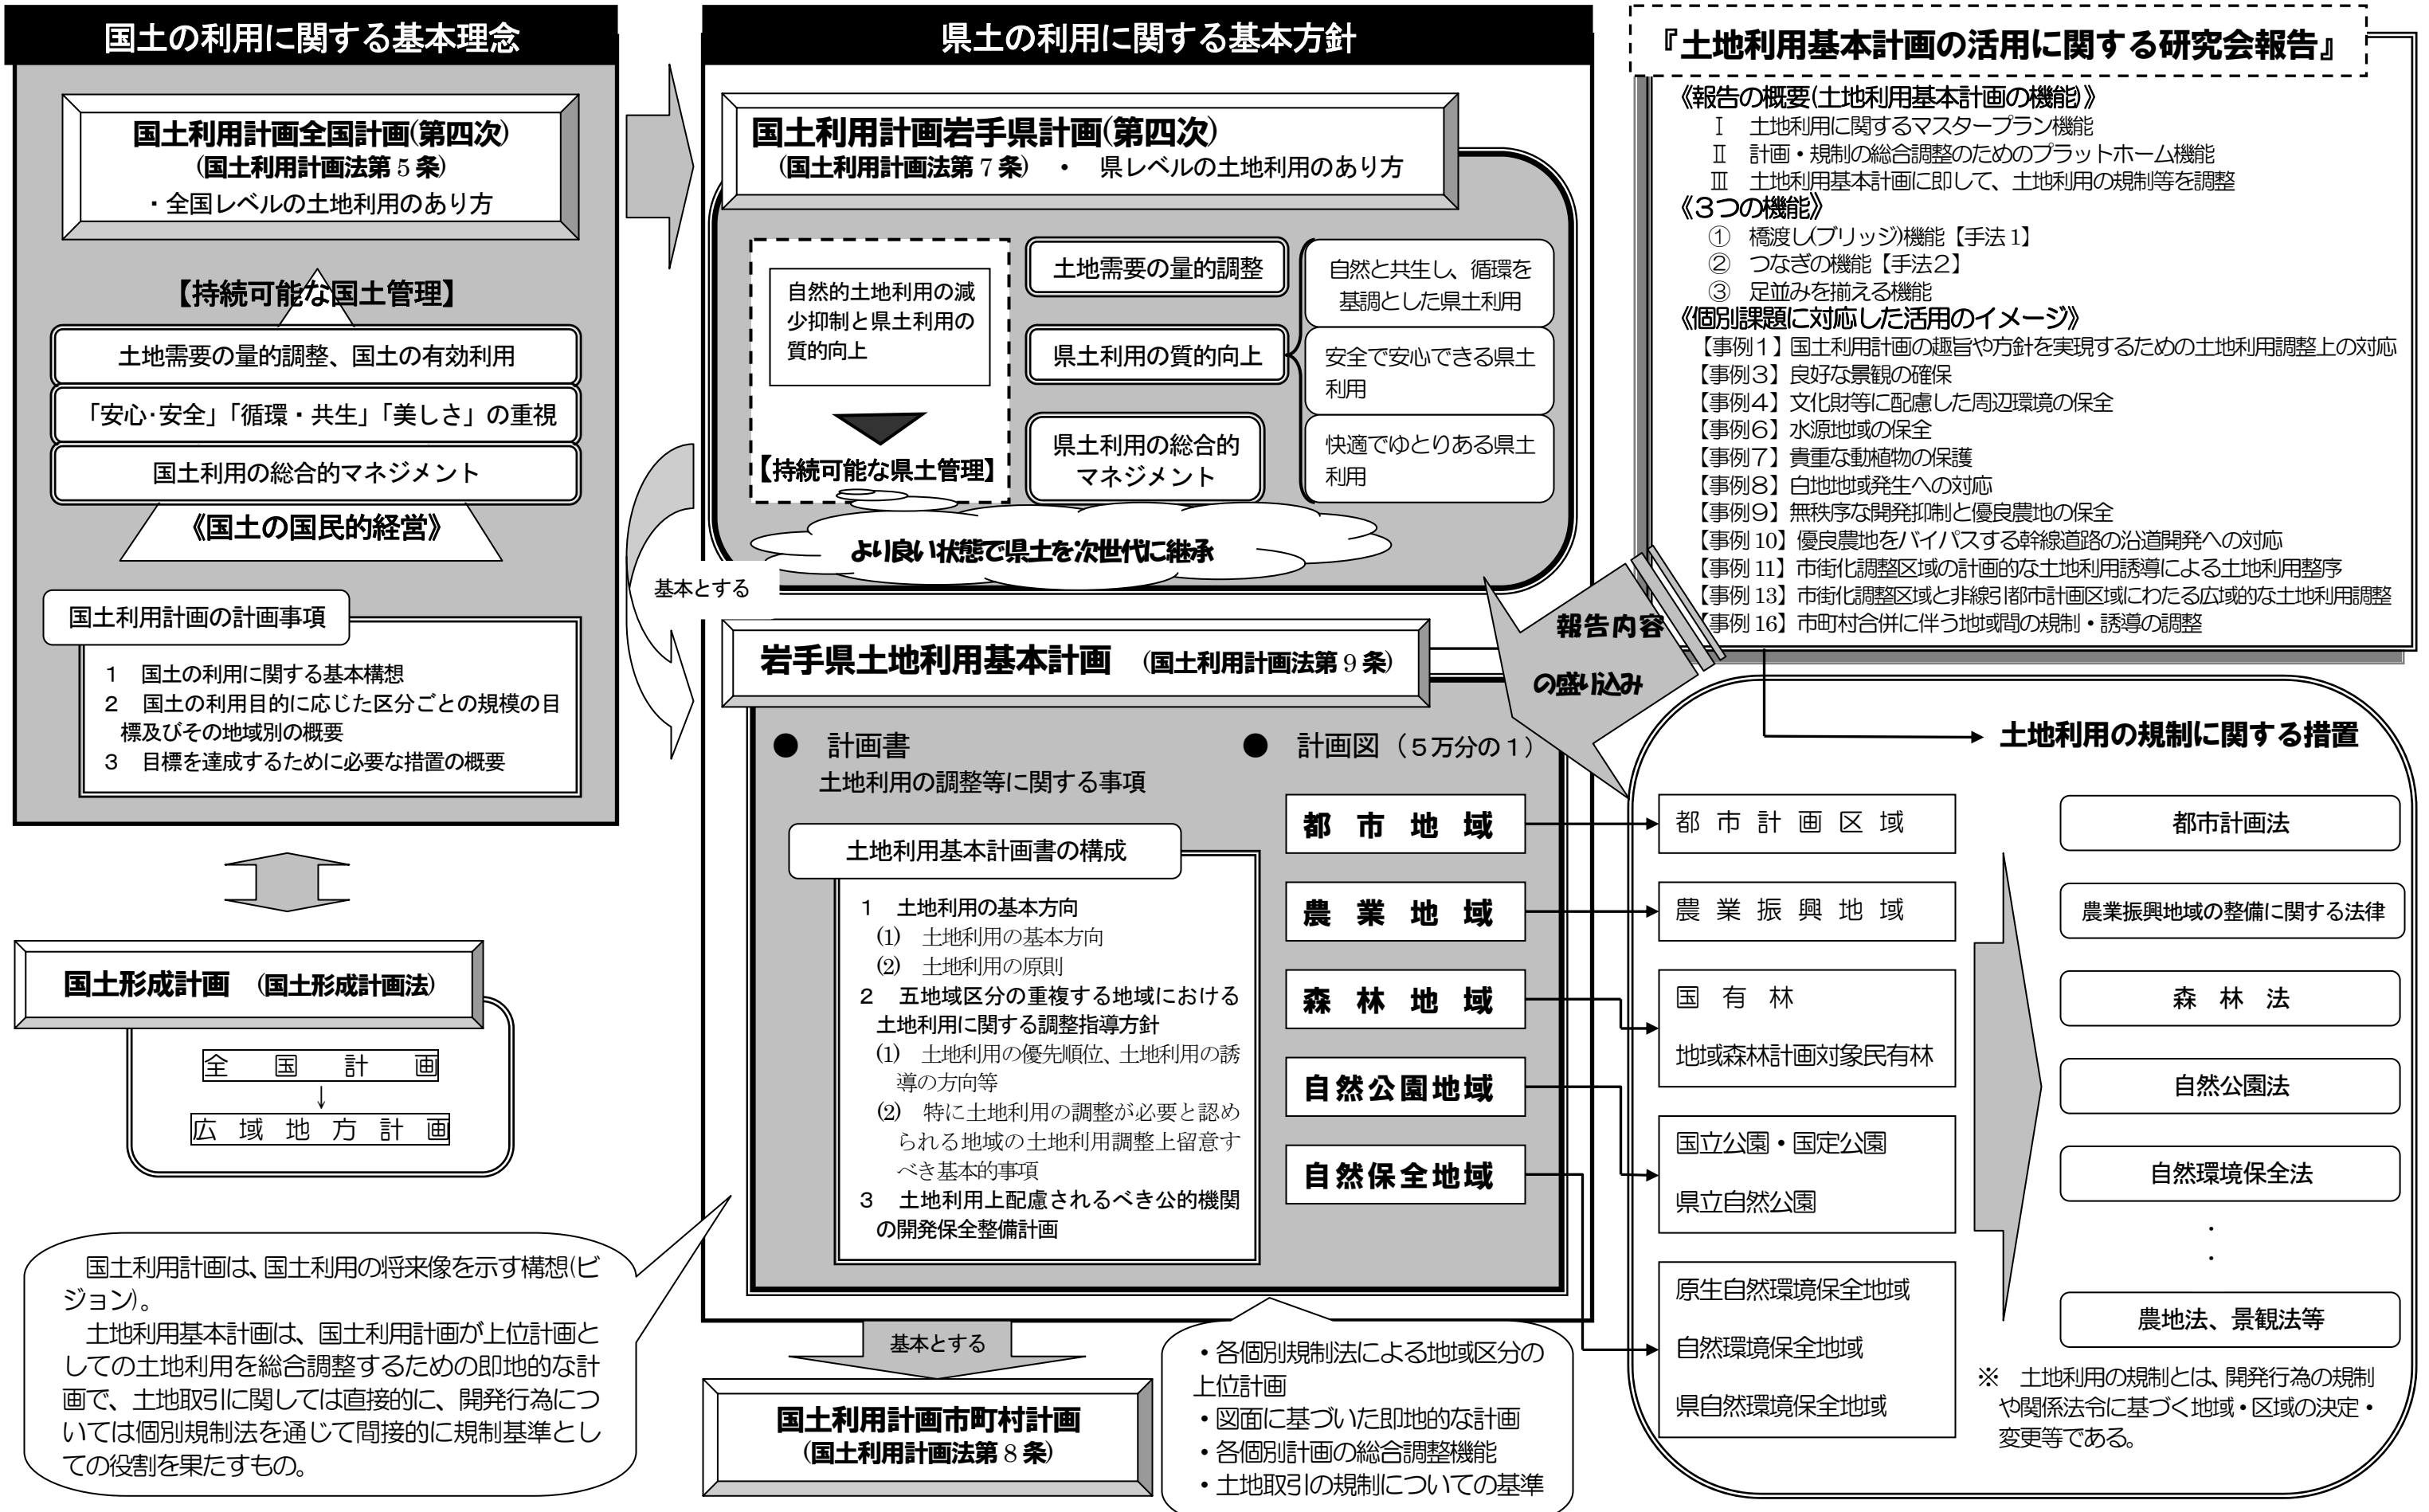 国土の利用に関する基本理念
国土利用計画全国計画(第四次)
(国土利用計画法第5条)
・全国レベルの土地利用のあり方
【持続可能な国土管理】
土地需要の量的調整、国土の有効利用
「安心・安全」「循環・共生」「美しさ」の重視
国土利用の総合的マネジメント
《国土の国民的経営》
国土利用計画の計画事項
1 国土の利用に関する基本構想
2 国土の利用目的に応じた区分ごとの規模の目
標及びその地域別の概要
3 目標を達成するために必要な措置の概要
国土形成計画 (国土形成計画法)
全国計画
↓
広域地方計画
国土利用計画は、国土利用の将来像を示す構想(ビ
ジョン)。
土地利用基本計画は、国土利用計画が上位計画と
しての土地利用を総合調整するための即地的な計
画で、土地取引に関しては直接的に、開発行為につ
いては個別規制法を通じて間接的に規制基準とし
ての役割を果たすもの。
県土の利用に関する基本方針
国土利用計画岩手県計画(第四次)
(国土利用計画法第7条) ・ 県レベルの土地利用のあり方
自然的土地利用の減
少抑制と県土利用の
質的向上
【持続可能な県土管理】
土地需要の量的調整
県土利用の質的向上
県土利用の総合的
マネジメント
自然と共生し、循環を
基調とした県土利用
安全で安心できる県土
利用
快適でゆとりある県土
利用
より良い状態で県土を次世代に継承
基本とする
岩手県土地利用基本計画 (国土利用計画法第9条)
● 計画書
土地利用の調整等に関する事項
土地利用基本計画書の構成
1 土地利用の基本方向
(1) 土地利用の基本方向
(2) 土地利用の原則
2 五地域区分の重複する地域における
土地利用に関する調整指導方針
(1) 土地利用の優先順位、土地利用の誘
導の方向等
(2) 特に土地利用の調整が必要と認め
られる地域の土地利用調整上留意す
べき基本的事項
3 土地利用上配慮されるべき公的機関
の開発保全整備計画
● 計画図(5万分の1)
都市地域
農業地域
森林地域
自然公園地域
自然保全地域
基本とする
国土利用計画市町村計画
(国土利用計画法第8条)
・各個別規制法による地域区分の
上位計画
・図面に基づいた即地的な計画
・各個別計画の総合調整機能
・土地取引の規制についての基準
『土地利用基本計画の活用に関する研究会報告』
《報告の概要(土地利用基本計画の機能)》
Ⅰ 土地利用に関するマスタープラン機能
Ⅱ 計画・規制の総合調整のためのプラットホーム機能
Ⅲ 土地利用基本計画に即して、土地利用の規制等を調整
《3つの機能》
① 橋渡し(ブリッジ)機能【手法1】
② つなぎの機能【手法2】
③ 足並みを揃える機能
《個別課題に対応した活用のイメージ》
【事例1】国土利用計画の趣旨や方針を実現するための土地利用調整上の対応
【事例3】良好な景観の確保
【事例4】文化財等に配慮した周辺環境の保全
【事例6】水源地域の保全
【事例7】貴重な動植物の保護
【事例8】白地地域発生への対応
【事例9】無秩序な開発抑制と優良農地の保全
【事例10】優良農地をバイパスする幹線道路の沿道開発への対応
【事例11】市街化調整区域の計画的な土地利用誘導による土地利用整序
【事例13】市街化調整区域と非線引都市計画区域にわたる広域的な土地利用調整
【事例16】市町村合併に伴う地域間の規制・誘導の調整
報告内容
の盛り込み
土地利用の規制に関する措置
都市計画区域
農業振興地域
国有林
地域森林計画対象民有林
国立公園・国定公園
県立自然公園
原生自然環境保全地域
自然環境保全地域
県自然環境保全地域
都市計画法
農業振興地域の整備に関する法律
森林法
自然公園法
自然環境保全法
・
・
農地法、景観法等
※ 土地利用の規制とは、開発行為の規制
や関係法令に基づく地域・区域の決定・
変更等である。